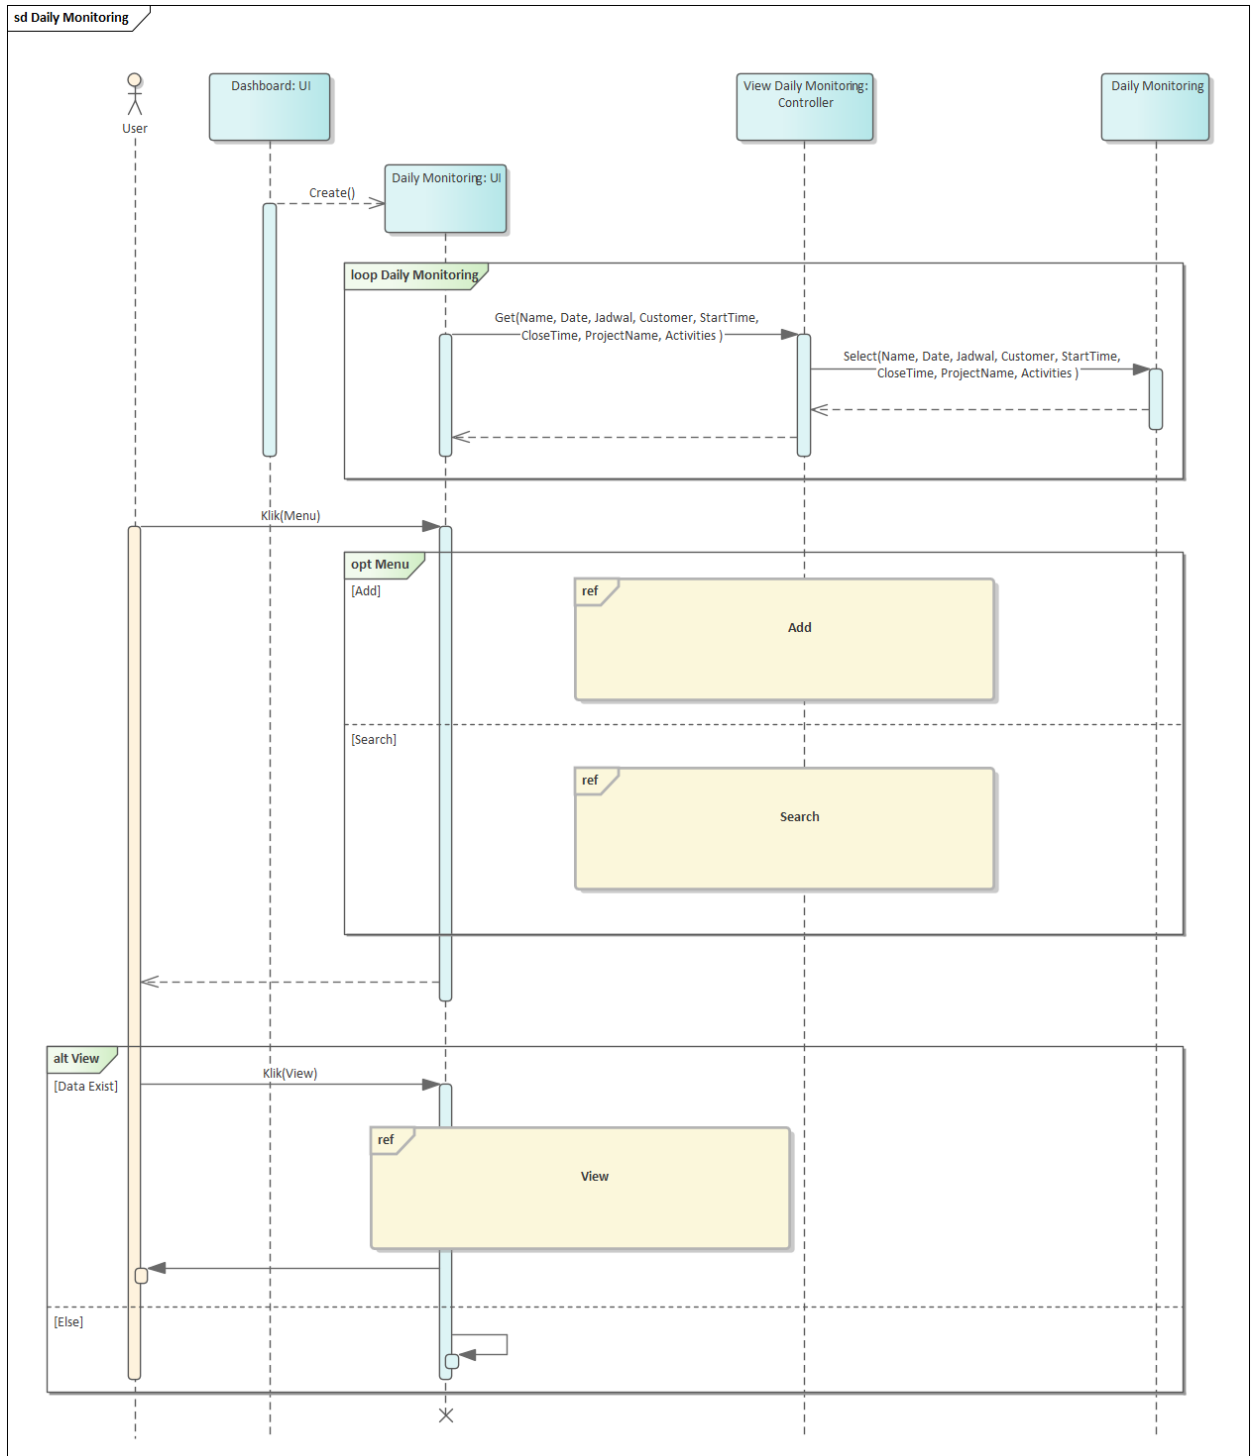 sd Daily Monitoring
User
Dashboard: UI
View Daily Monitoring:
Controller
Daily Monitoring
Daily Monitoring: UI
Create()
loop Daily Monitoring
Get(Name, Date, Jadwal, Customer, StartTime,
CloseTime, ProjectName, Activities )
Select(Name, Date, Jadwal, Customer, StartTime,
CloseTime, ProjectName, Activities )
Klik(Menu)
opt Menu
[Add]
ref
Add
[Search]
ref
Search
alt View
[Data Exist]
Klik(View)
ref
View
[Else]